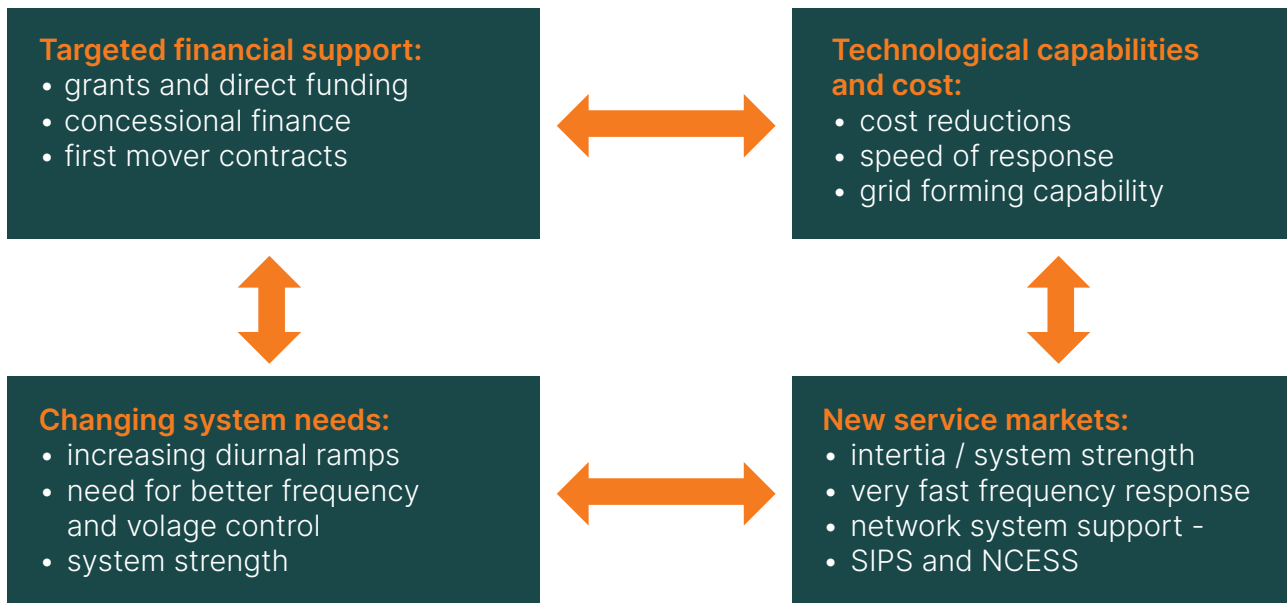 Targeted financial support:
• grants and direct funding
• concessional finance
• first mover contracts
Technological capabilities
and cost:
• cost reductions
• speed of response
• grid forming capability
Changing system needs:
• increasing diurnal ramps
• need for better frequency
and volage control
• system strength
New service markets:
• intertia / system strength
• very fast frequency response
• network system support -
• SIPS and NCESS